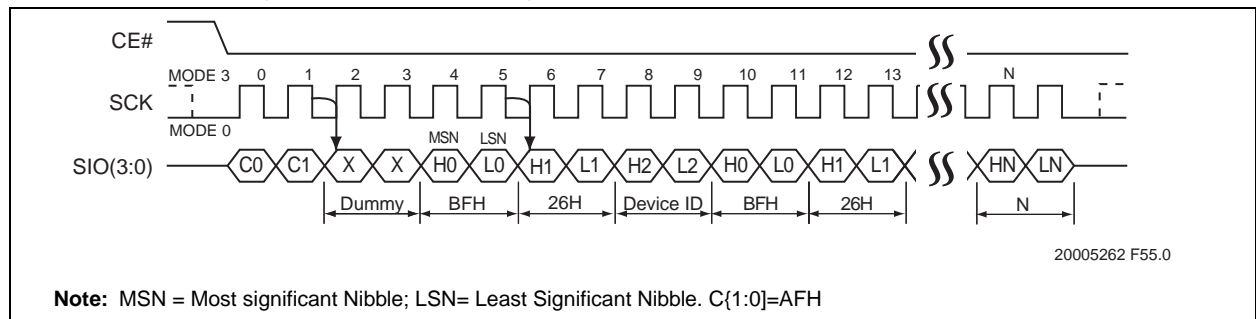 CE#
MODE 3 0 1 2 3 4 5 6 7 8 9 10 11 12 13 N
SCK
MODE 0
MSN LSN
SIO(3:0) C0 C1 X X H0 L0 H1 L1 H2 L2 H0 L0 H1 L1 HN LN
Dummy BFH 26H Device ID BFH 26H N
20005262 F55.0
Note: MSN = Most significant Nibble; LSN= Least Significant Nibble. C{1:0]=AFH